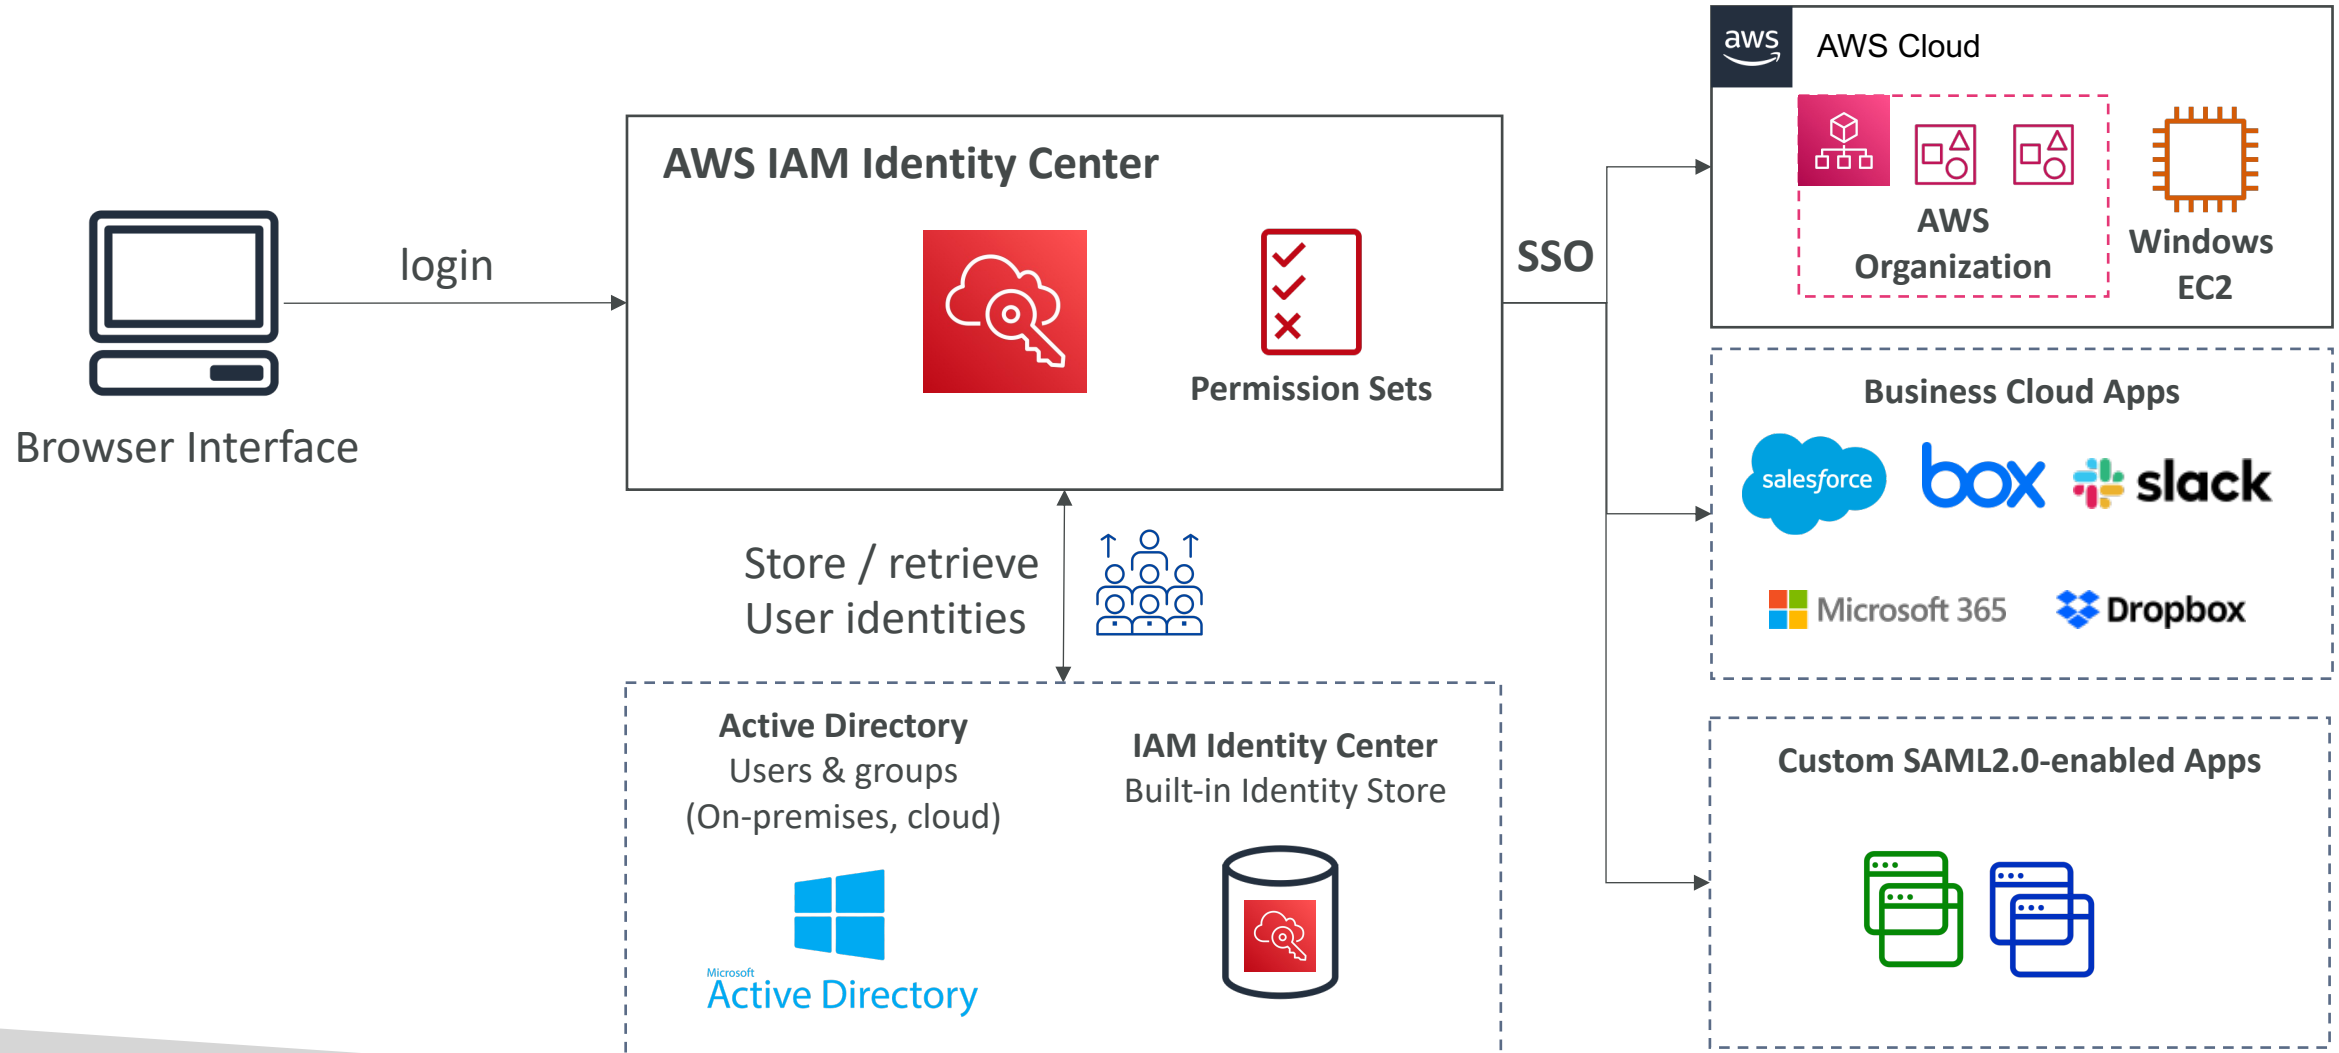 aws
AWS Cloud
AWS
Organization
Windows
EC2
AWS IAM Identity Center
Permission Sets
login
SSO
Browser Interface
Business Cloud Apps
salesforce
box
slack
Microsoft 365
Dropbox
Store / retrieve
User identities
Active Directory
Users & groups
(On-premises, cloud)
Microsoft
Active Directory
IAM Identity Center
Built-in Identity Store
Custom SAML2.0-enabled Apps